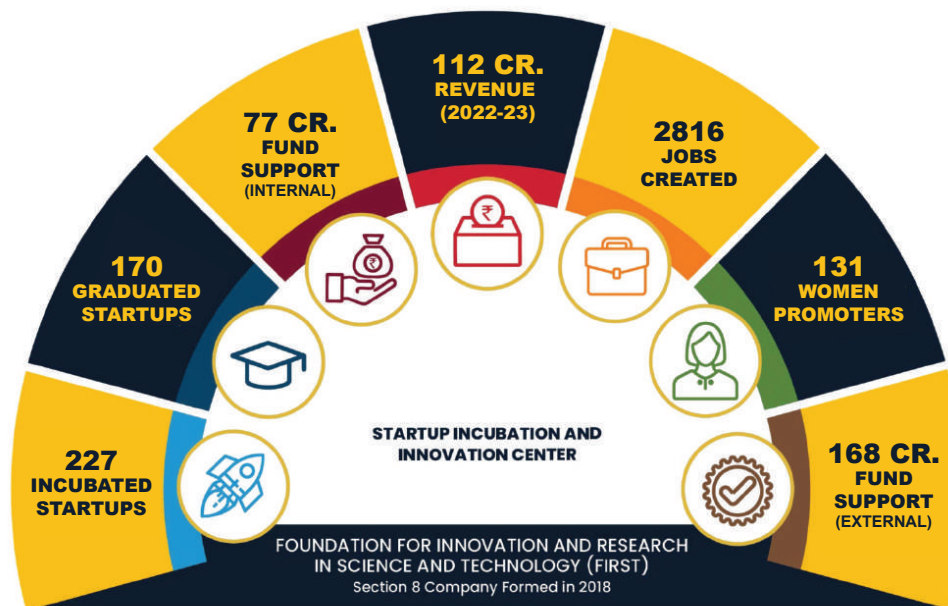 227
INCUBATED
STARTUPS
170
GRADUATED
STARTUPS
77 CR.
FUND
SUPPORT
(INTERNAL)
112 CR.
REVENUE
(2022-23)
2816
JOBS
CREATED
131
WOMEN
PROMOTERS
168 CR.
FUND
SUPPORT
(EXTERNAL)
₹
₹
STARTUP INCUBATION AND
INNOVATION CENTER
FOUNDATION FOR INNOVATION AND RESEARCH
IN SCIENCE AND TECHNOLOGY (FIRST)
Section 8 Company Formed in 2018